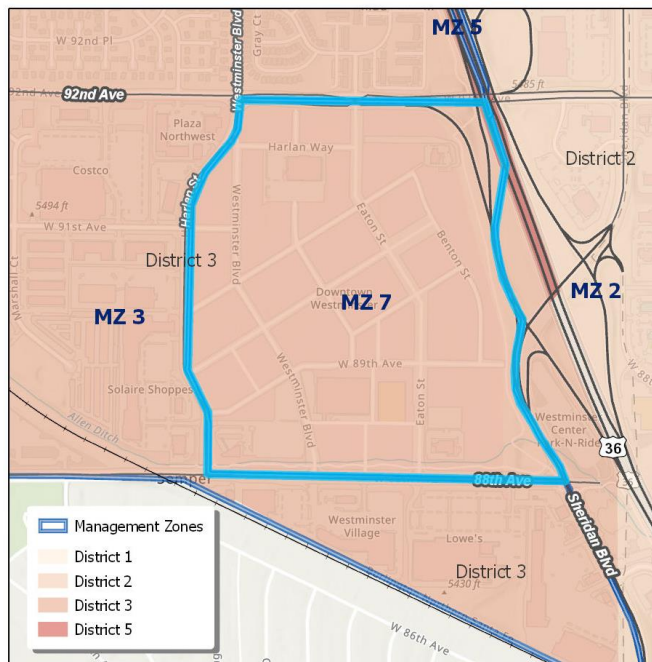 MZ 5
W 92nd Pl
Gray Ct
Westminster Blvd
92nd Ave
5485 ft
Plaza
Northwest
Harlan Way
District 2
Costco
Harlan St
5494 ft
W 91st Ave
Westminster Blvd
Eaton St
Benton St
District 3
Marshall Ct
Downtown
Westminster
MZ 3
MZ 7
MZ 2
W 89th Ave
Solaire Shoppes
Westminster Blvd
Eaton St
Allen Ditch
Westminster
Center
Park-N-Ride
36
W 88th
Semper
88th Ave
Sheridan Blvd
Westminster
Village
Lowe's
District 3
5430 ft
W 86th Ave
Management Zones
District 1
District 2
District 3
District 5